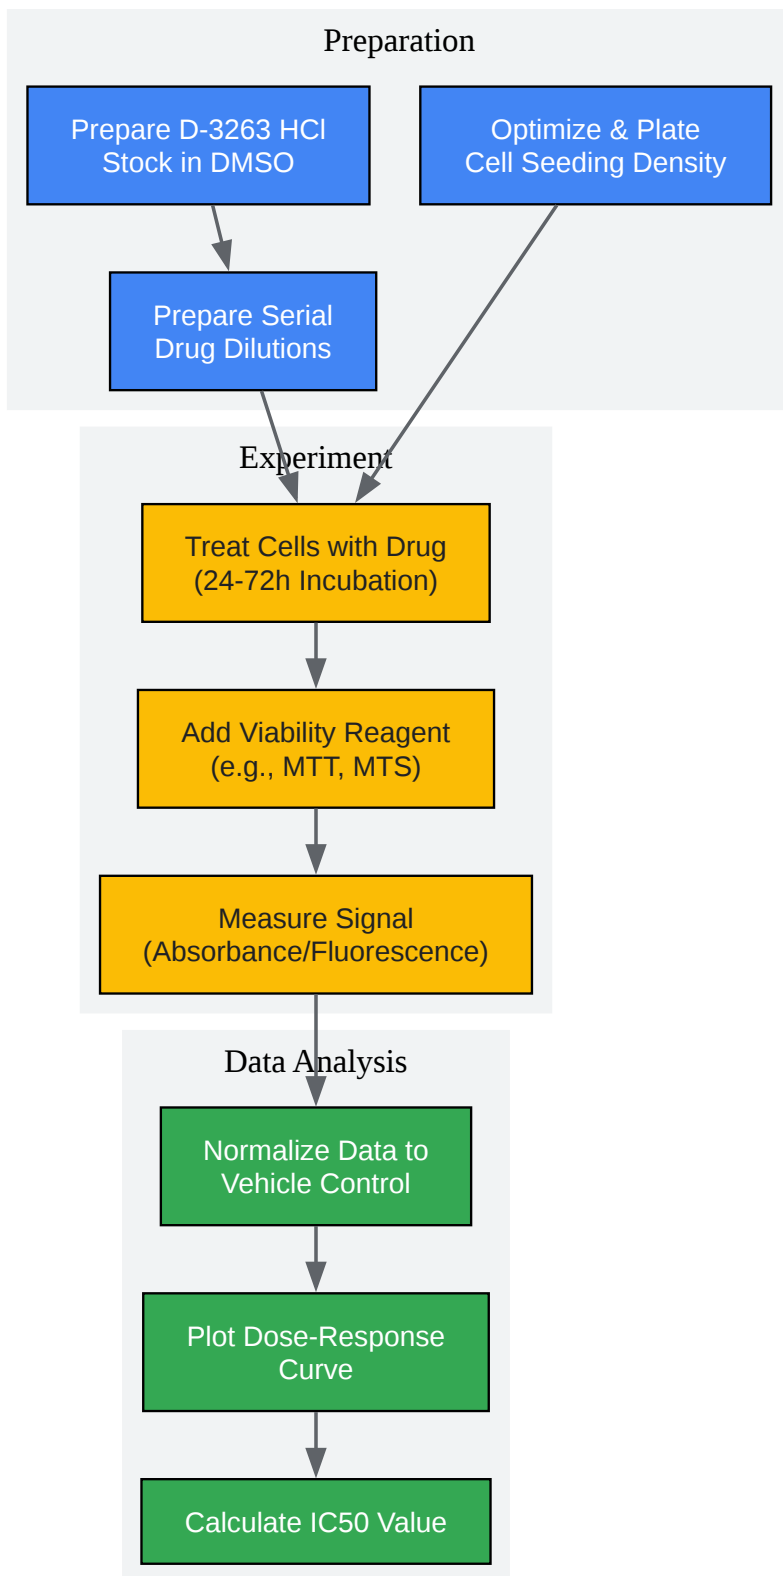 Preparation
Prepare D-3263 HCl
Stock in DMSO
Optimize & Plate
Cell Seeding Density
Prepare Serial
Drug Dilutions
Experiment
Treat Cells with Drug
(24-72h Incubation)
Add Viability Reagent
(e.g., MTT, MTS)
Measure Signal
(Absorbance/Fluorescence)
Data Analysis
Normalize Data to
Vehicle Control
Plot Dose-Response
Curve
Calculate IC50 Value